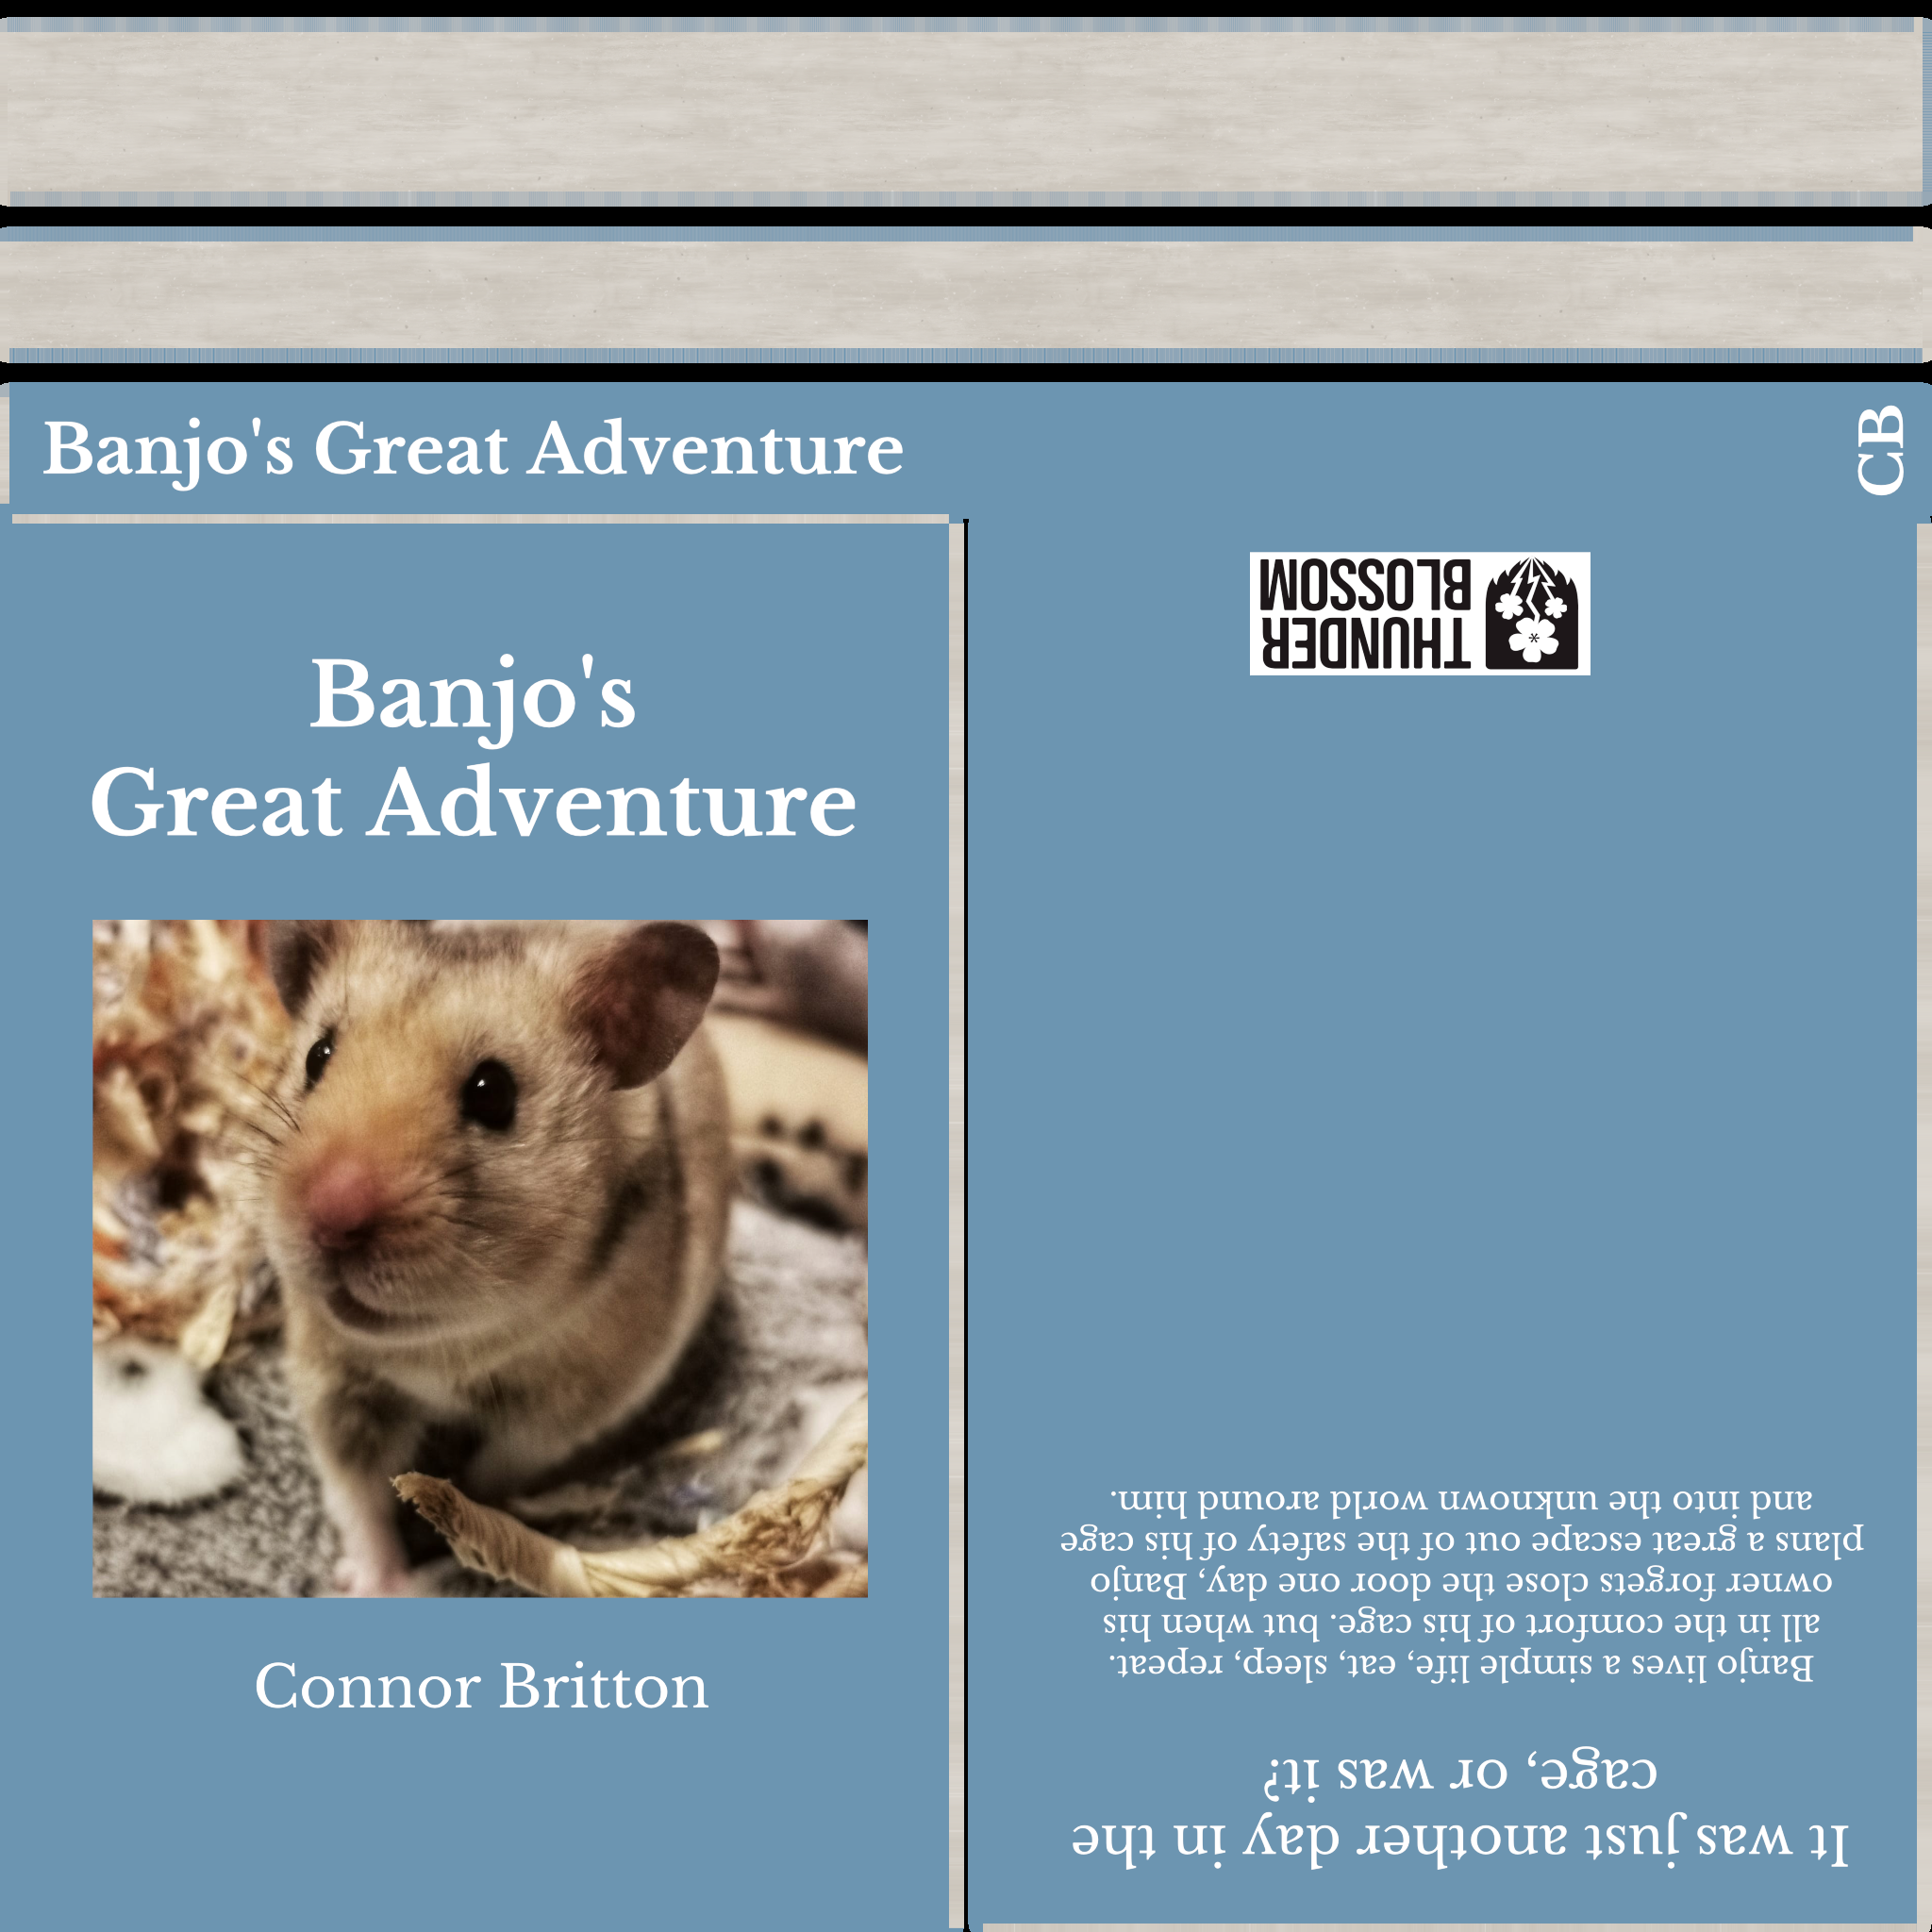 Banjo's Great Adventure
CB
Banjo's
Great Adventure
Connor Britton
It was just another day in the
cage, or was it?
Banjo lives a simple life, eat, sleep, repeat.
all in the comfort of his cage. but when his
owner forgets close the door one day, Banjo
plans a great escape out of the safety of his cage
and into the unknown world around him.
THUNDER
BLOSSOM